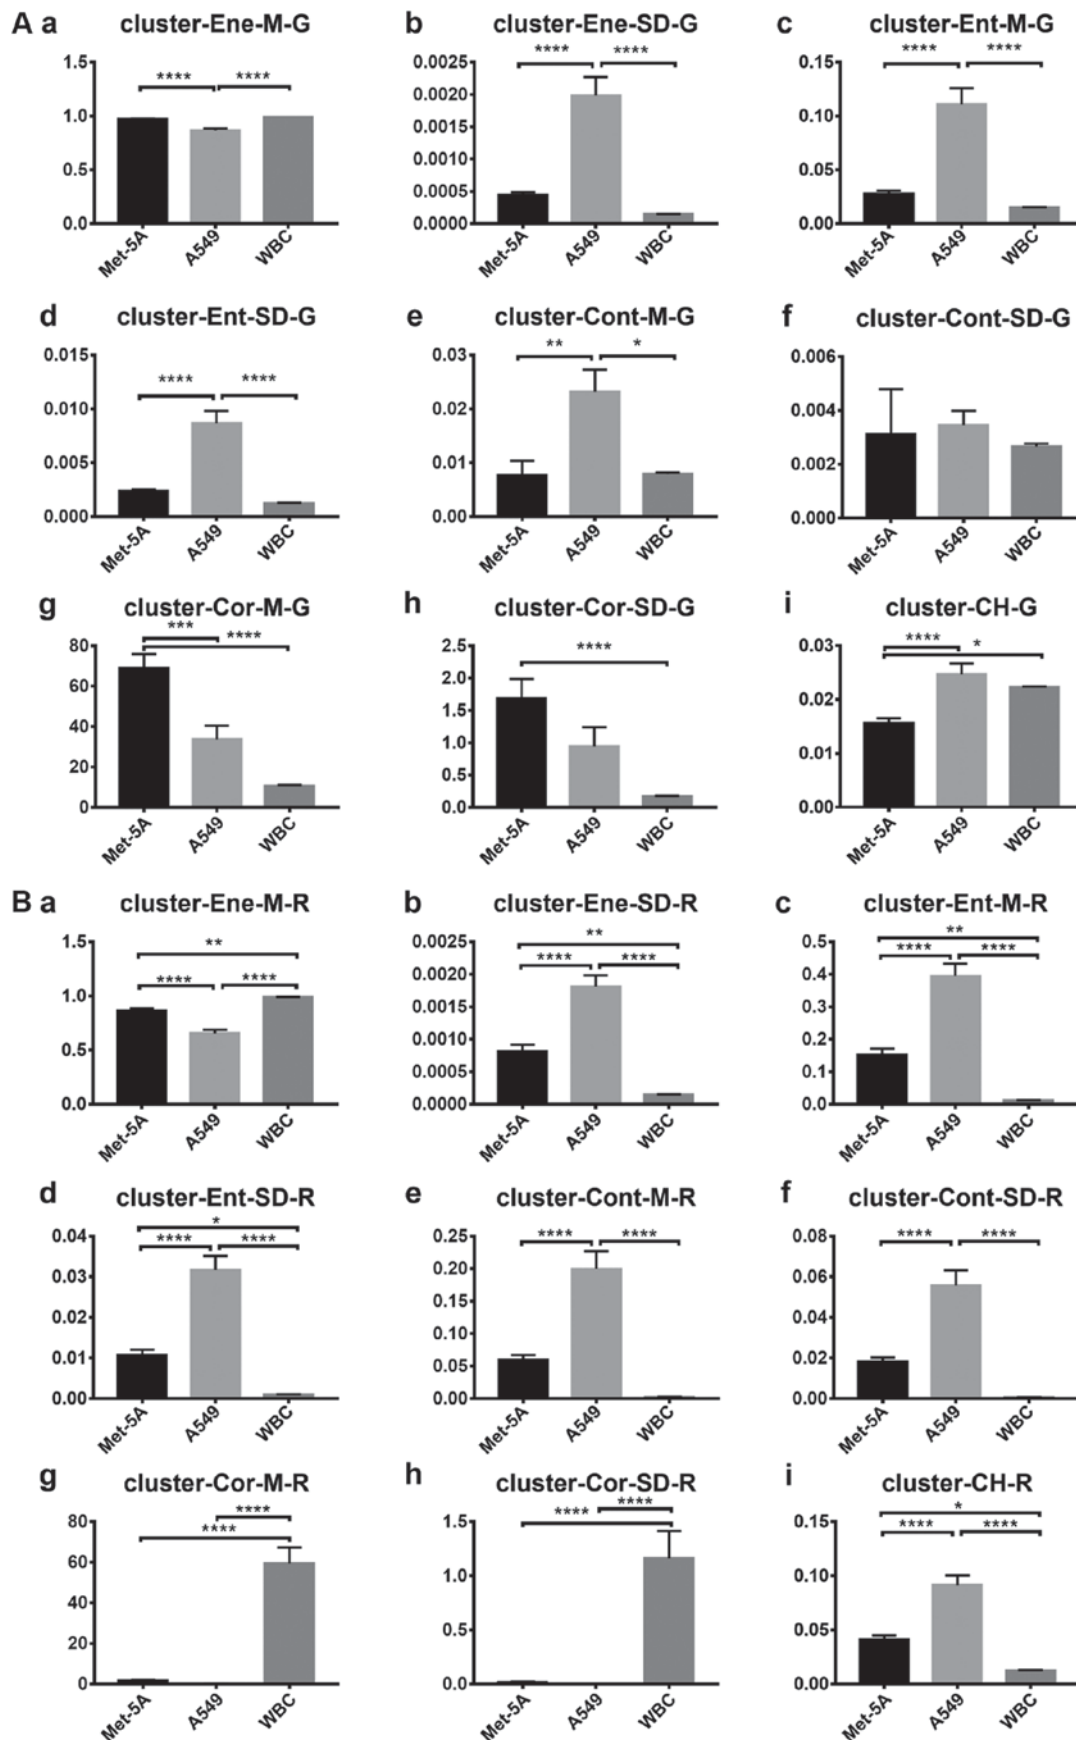 A a cluster-Ene-M-G b cluster-Ene-SD-G c cluster-Ent-M-G
**** **** **** **** **** ****
1.5 0.0025 0.15
0.0020
1.0 0.0015 0.10
0.5 0.0010 0.05
0.0005
0.0 0.0000 0.00
Met-5A A549 WBC Met-5A A549 WBC Met-5A A549 WBC
d cluster-Ent-SD-G e cluster-Cont-M-G f cluster-Cont-SD-G
**** **** ** *
0.015 0.03 0.006
0.010 0.02 0.004
0.005 0.01 0.002
0.000 0.00 0.000
Met-5A A549 WBC Met-5A A549 WBC Met-5A A549 WBC
g cluster-Cor-M-G h cluster-Cor-SD-G i cluster-CH-G
*** **** **** **** *
80 2.5 0.03
60 2.0
1.5 0.02
40 1.0
20 0.5 0.01
0 0.0 0.00
Met-5A A549 WBC Met-5A A549 WBC Met-5A A549 WBC
B a cluster-Ene-M-R b cluster-Ene-SD-R c cluster-Ent-M-R
** ** **
**** **** **** **** **** ****
1.5 0.0025 0.5
0.0020 0.4
1.0 0.0015 0.3
0.5 0.0010 0.2
0.0005 0.1
0.0 0.0000 0.0
Met-5A A549 WBC Met-5A A549 WBC Met-5A A549 WBC
d cluster-Ent-SD-R e cluster-Cont-M-R f cluster-Cont-SD-R
*
**** **** **** **** **** ****
0.04 0.25 0.08
0.03 0.20 0.06
0.02 0.15 0.04
0.10
0.01 0.05 0.02
0.00 0.00 0.00
Met-5A A549 WBC Met-5A A549 WBC Met-5A A549 WBC
g cluster-Cor-M-R h cluster-Cor-SD-R i cluster-CH-R
**** **** *
**** **** **** ****
80 1.5 0.15
60 1.0 0.10
40
20 0.5 0.05
0 0.0 0.00
Met-5A A549 WBC Met-5A A549 WBC Met-5A A549 WBC